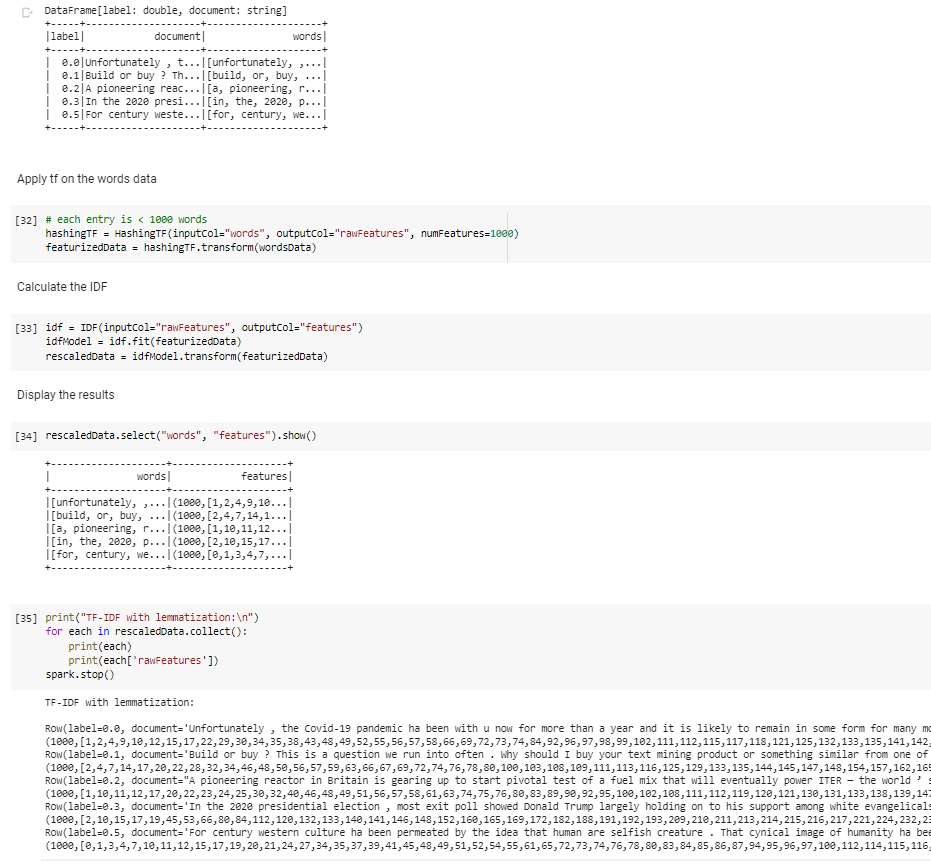 DataFrame[label: double, document: string]
+-----+--------------------+--------------------+
|label|            document|               words|
+-----+--------------------+--------------------+
|  0.0|Unfortunately , t...|[unfortunately, ,...|
|  0.1|Build or buy ? Th...|[build, or, buy, ...|
|  0.2|A pioneering reac...|[a, pioneering, r...|
|  0.3|In the 2020 presi...|[in, the, 2020, p...|
|  0.5|For century weste...|[for, century, we...|
+-----+--------------------+--------------------+
Apply tf on the words data
[32] # each entry is < 1000 words
hashingTF = HashingTF(inputCol="words", outputCol="rawFeatures", numFeatures=1000)
featurizedData = hashingTF.transform(wordsData)
Calculate the IDF
[33] idf = IDF(inputCol="rawFeatures", outputCol="features")
idfModel = idf.fit(featurizedData)
rescaledData = idfModel.transform(featurizedData)
Display the results
[34] rescaledData.select("words", "features").show()
+--------------------+--------------------+
|               words|            features|
+--------------------+--------------------+
|[unfortunately, ,...|(1000,[1,2,4,9,10...|
|[build, or, buy, ...|(1000,[2,4,7,14,1...|
|[a, pioneering, r...|(1000,[1,10,11,12...|
|[in, the, 2020, p...|(1000,[2,10,15,17...|
|[for, century, we...|(1000,[0,1,3,4,7,...|
+--------------------+--------------------+
[35] print("TF-IDF with lemmatization:\n")
for each in rescaledData.collect():
    print(each)
    print(each['rawFeatures'])
spark.stop()
TF-IDF with lemmatization:
Row(label=0.0, document='Unfortunately , the Covid-19 pandemic ha been with u now for more than a year and it is likely to remain in some form for many mo
(1000,[1,2,4,9,10,12,15,17,22,29,30,34,35,38,43,48,49,52,55,56,57,58,66,69,72,73,74,84,92,96,97,98,99,102,111,112,115,117,118,121,125,132,133,135,141,142,
Row(label=0.1, document='Build or buy ? This is a question we run into often . Why should I buy your text mining product or something similar from one of
(1000,[2,4,7,14,17,20,22,28,32,34,46,48,50,56,57,59,63,66,67,69,72,74,76,78,80,100,103,108,109,111,113,116,125,129,133,135,144,145,147,148,154,157,162,165
Row(label=0.2, document="A pioneering reactor in Britain is gearing up to start pivotal test of a fuel mix that will eventually power ITER — the world ’ s
(1000,[1,10,11,12,17,20,22,23,24,25,30,32,40,46,48,49,51,56,57,58,61,63,74,75,76,80,83,89,90,92,95,100,102,108,111,112,119,120,121,130,131,133,138,139,147
Row(label=0.3, document='In the 2020 presidential election , most exit poll showed Donald Trump largely holding on to his support among white evangelicals
(1000,[2,10,15,17,19,45,53,66,80,84,112,120,132,133,140,141,146,148,152,160,165,169,172,182,188,191,192,193,209,210,211,213,214,215,216,217,221,224,232,23
Row(label=0.5, document='For century western culture ha been permeated by the idea that human are selfish creature . That cynical image of humanity ha bee
(1000,[0,1,3,4,7,10,11,12,15,17,19,20,21,24,27,34,35,37,39,41,45,48,49,51,52,54,55,61,65,72,73,74,76,78,80,83,84,85,86,87,94,95,96,97,100,112,114,115,116,